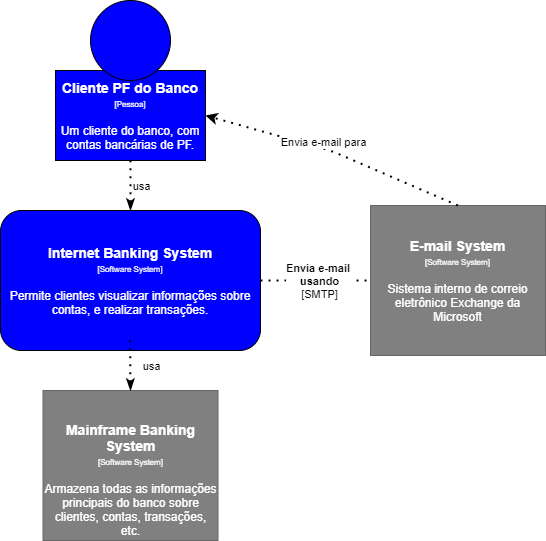 Cliente PF do Banco
[Pessoa]
Um cliente do banco, com
contas bancárias de PF.
Envia e-mail para
usa
Internet Banking System
[Software System]
Permite clientes visualizar informações sobre
contas, e realizar transações.
Envia e-mail
usando
[SMTP]
E-mail System
[Software System]
Sistema interno de correio
eletrônico Exchange da
Microsoft
usa
Mainframe Banking
System
[Software System]
Armazena todas as informações
principais do banco sobre
clientes, contas, transações,
etc.